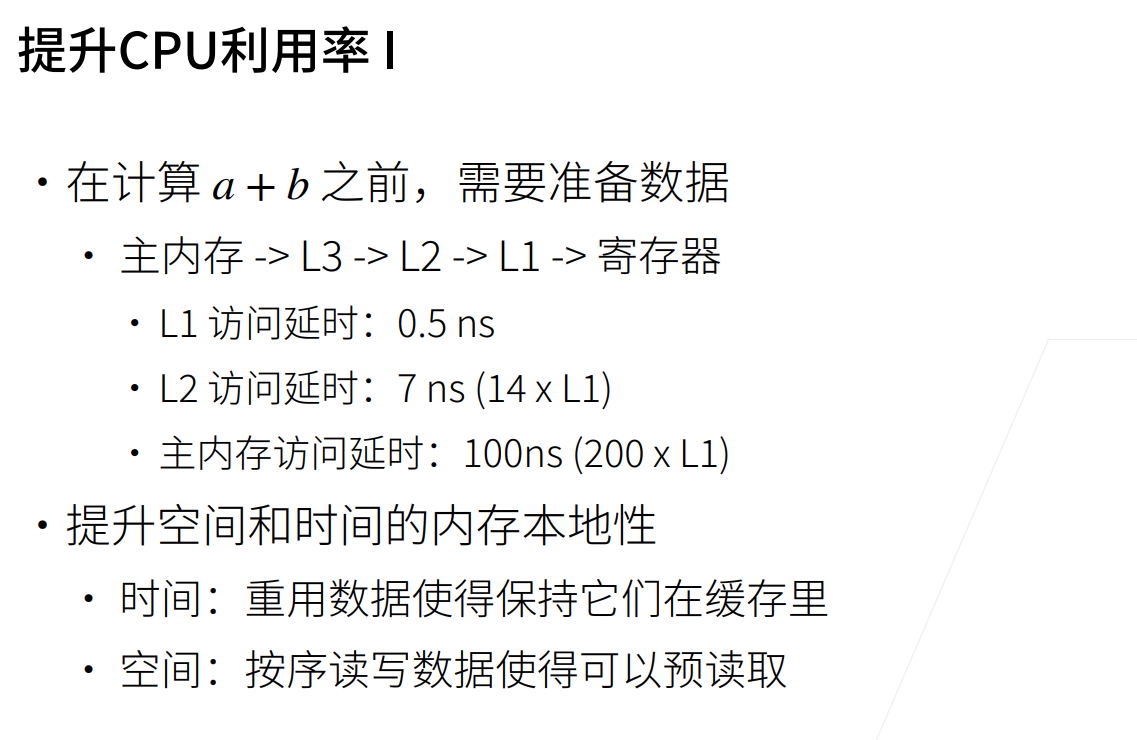 提升CPU利用率 I
• 在计算 a + b 之前，需要准备数据
• 主内存 -> L3 -> L2 -> L1 -> 寄存器
• L1 访问延时：0.5 ns
• L2 访问延时：7 ns (14 x L1)
• 主内存访问延时：100ns (200 x L1)
• 提升空间和时间的内存本地性
• 时间：重用数据使得保持它们在缓存里
• 空间：按序读写数据使得可以预读取